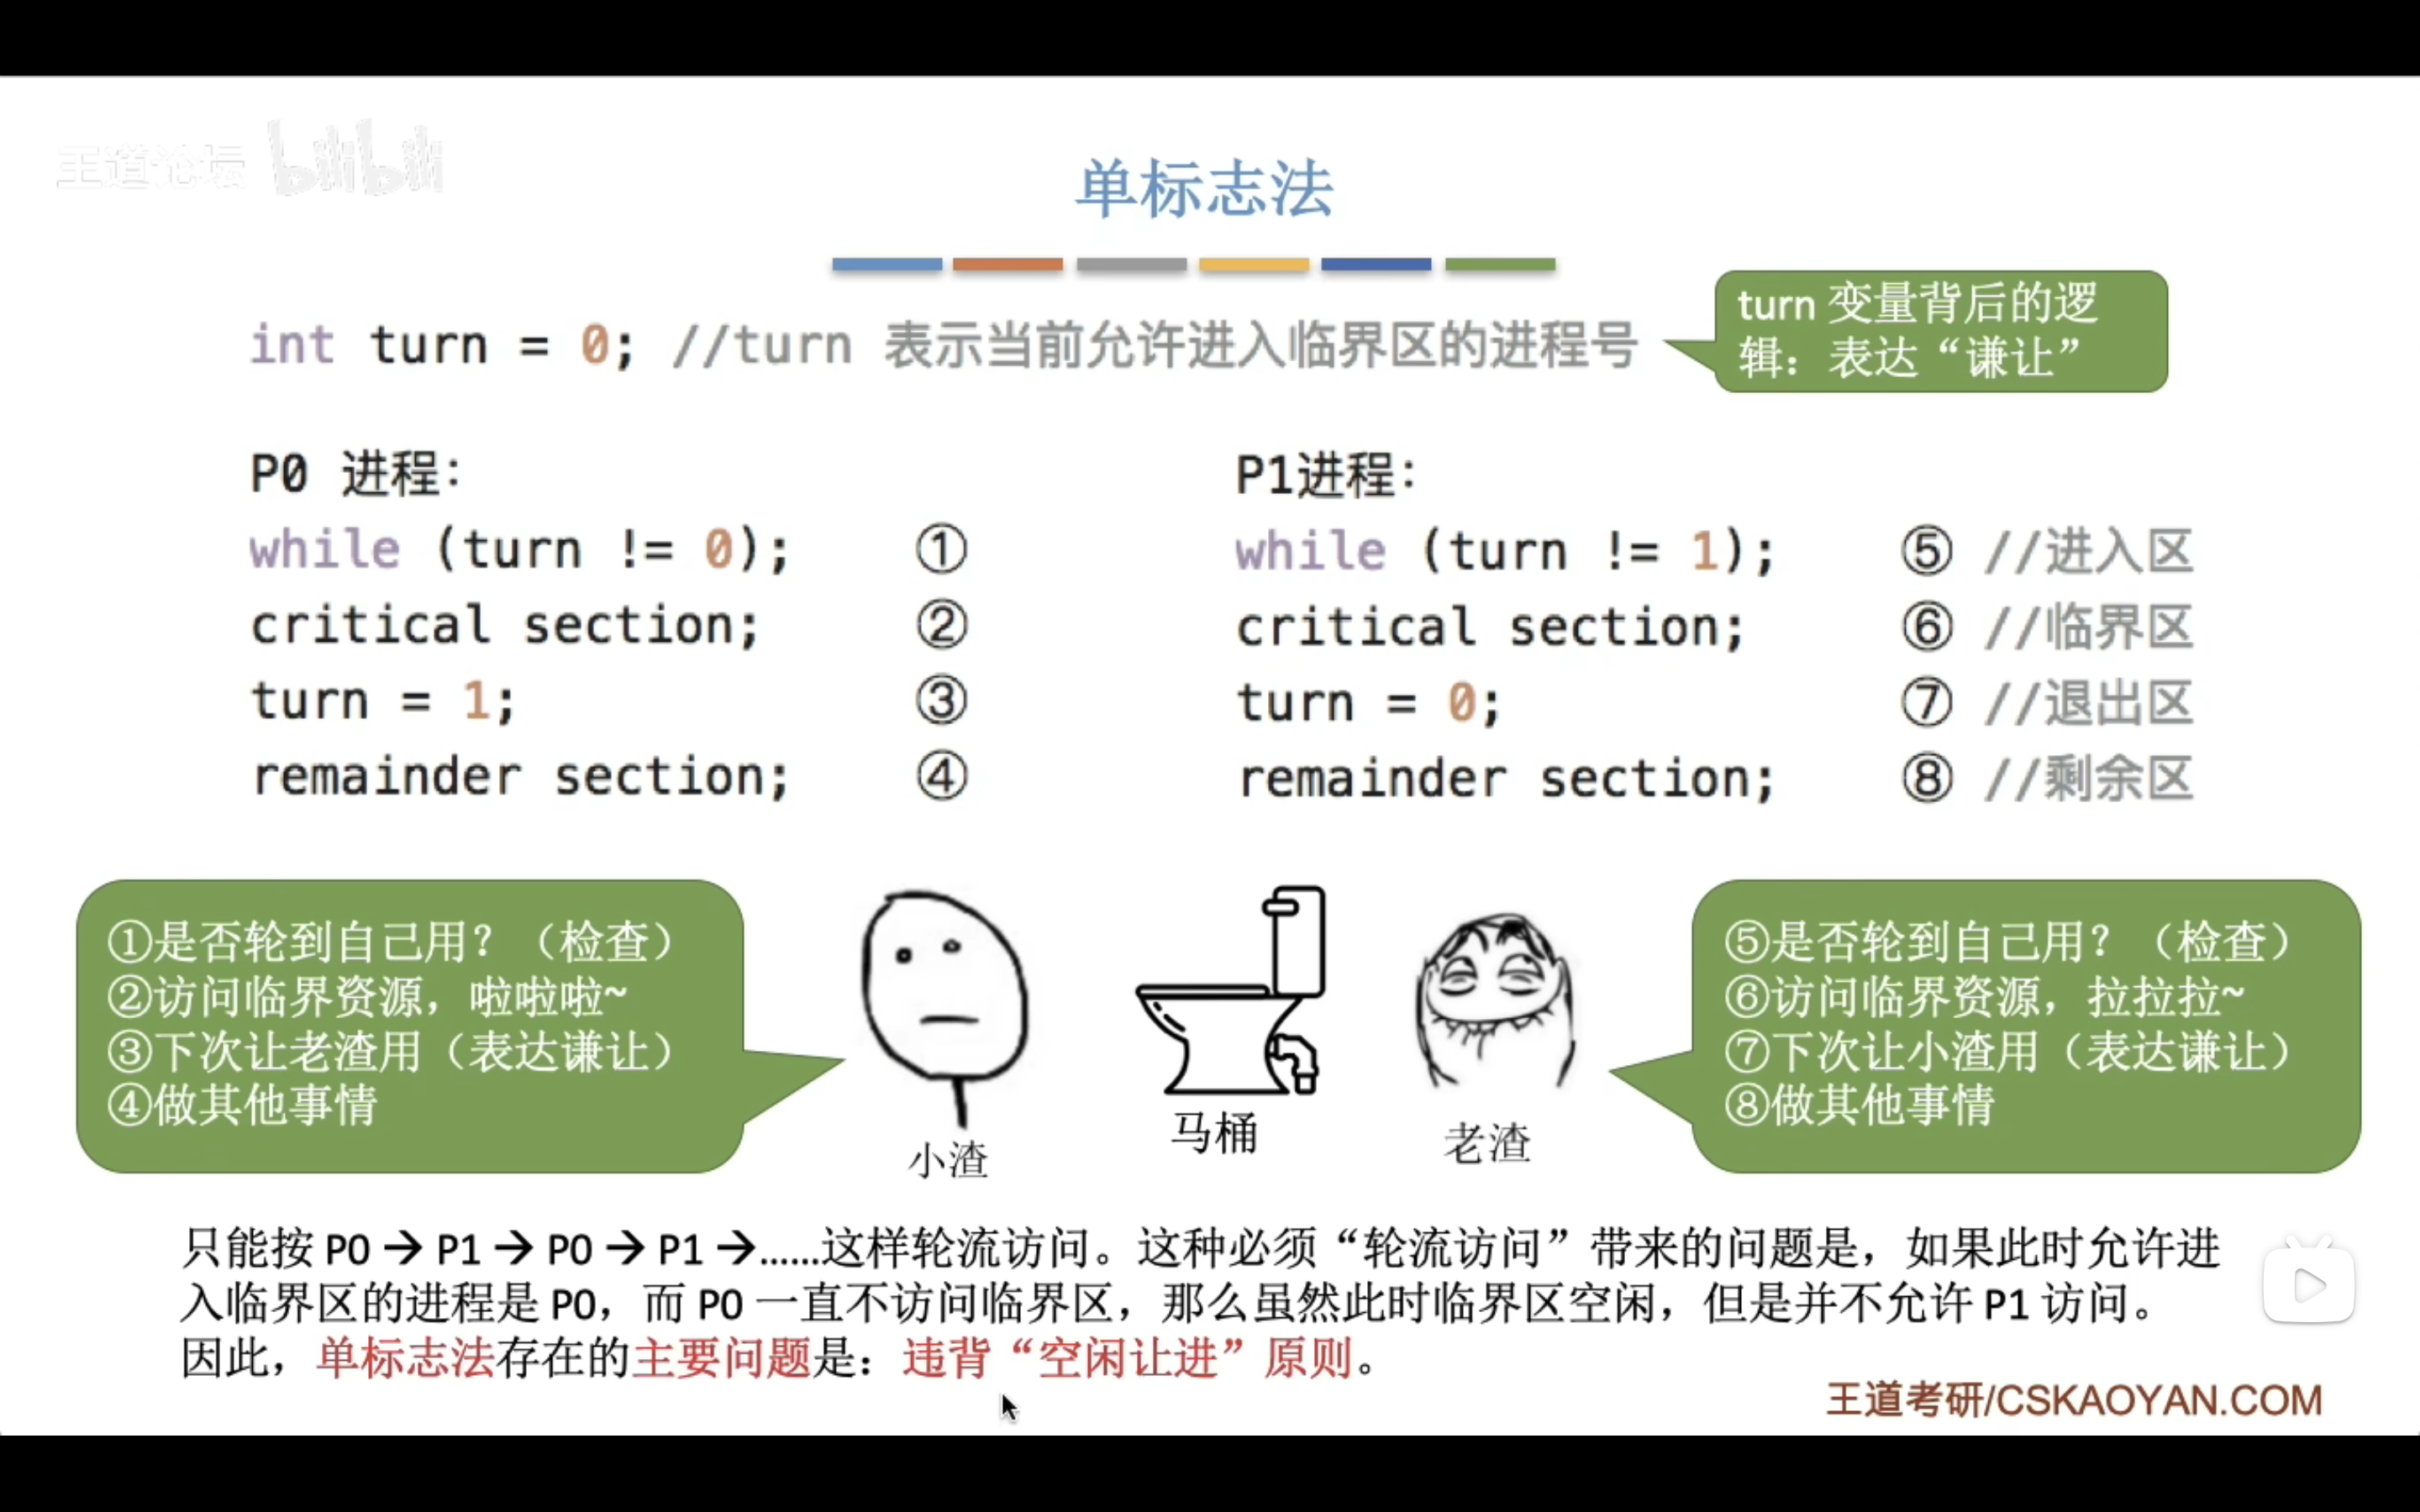 王道论坛 bilibili
单标志法
int turn = 0; //turn 表示当前允许进入临界区的进程号
turn 变量背后的逻
辑：表达“谦让”
P0 进程：
while (turn != 0); ①
critical section; ②
turn = 1; ③
remainder section; ④
P1进程：
while (turn != 1); ⑤ //进入区
critical section; ⑥ //临界区
turn = 0; ⑦ //退出区
remainder section; ⑧ //剩余区
①是否轮到自己用？（检查）
②访问临界资源，啦啦啦~
③下次让老渣用（表达谦让）
④做其他事情
小渣
马桶
老渣
⑤是否轮到自己用？（检查）
⑥访问临界资源，拉拉拉~
⑦下次让小渣用（表达谦让）
⑧做其他事情
只能按 P0 → P1 → P0 → P1 →……这样轮流访问。这种必须“轮流访问”带来的问题是，如果此时允许进
入临界区的进程是 P0，而 P0 一直不访问临界区，那么虽然此时临界区空闲，但是并不允许 P1 访问。
因此，单标志法存在的主要问题是：违背“空闲让进”原则。
王道考研/CSKAOYAN.COM